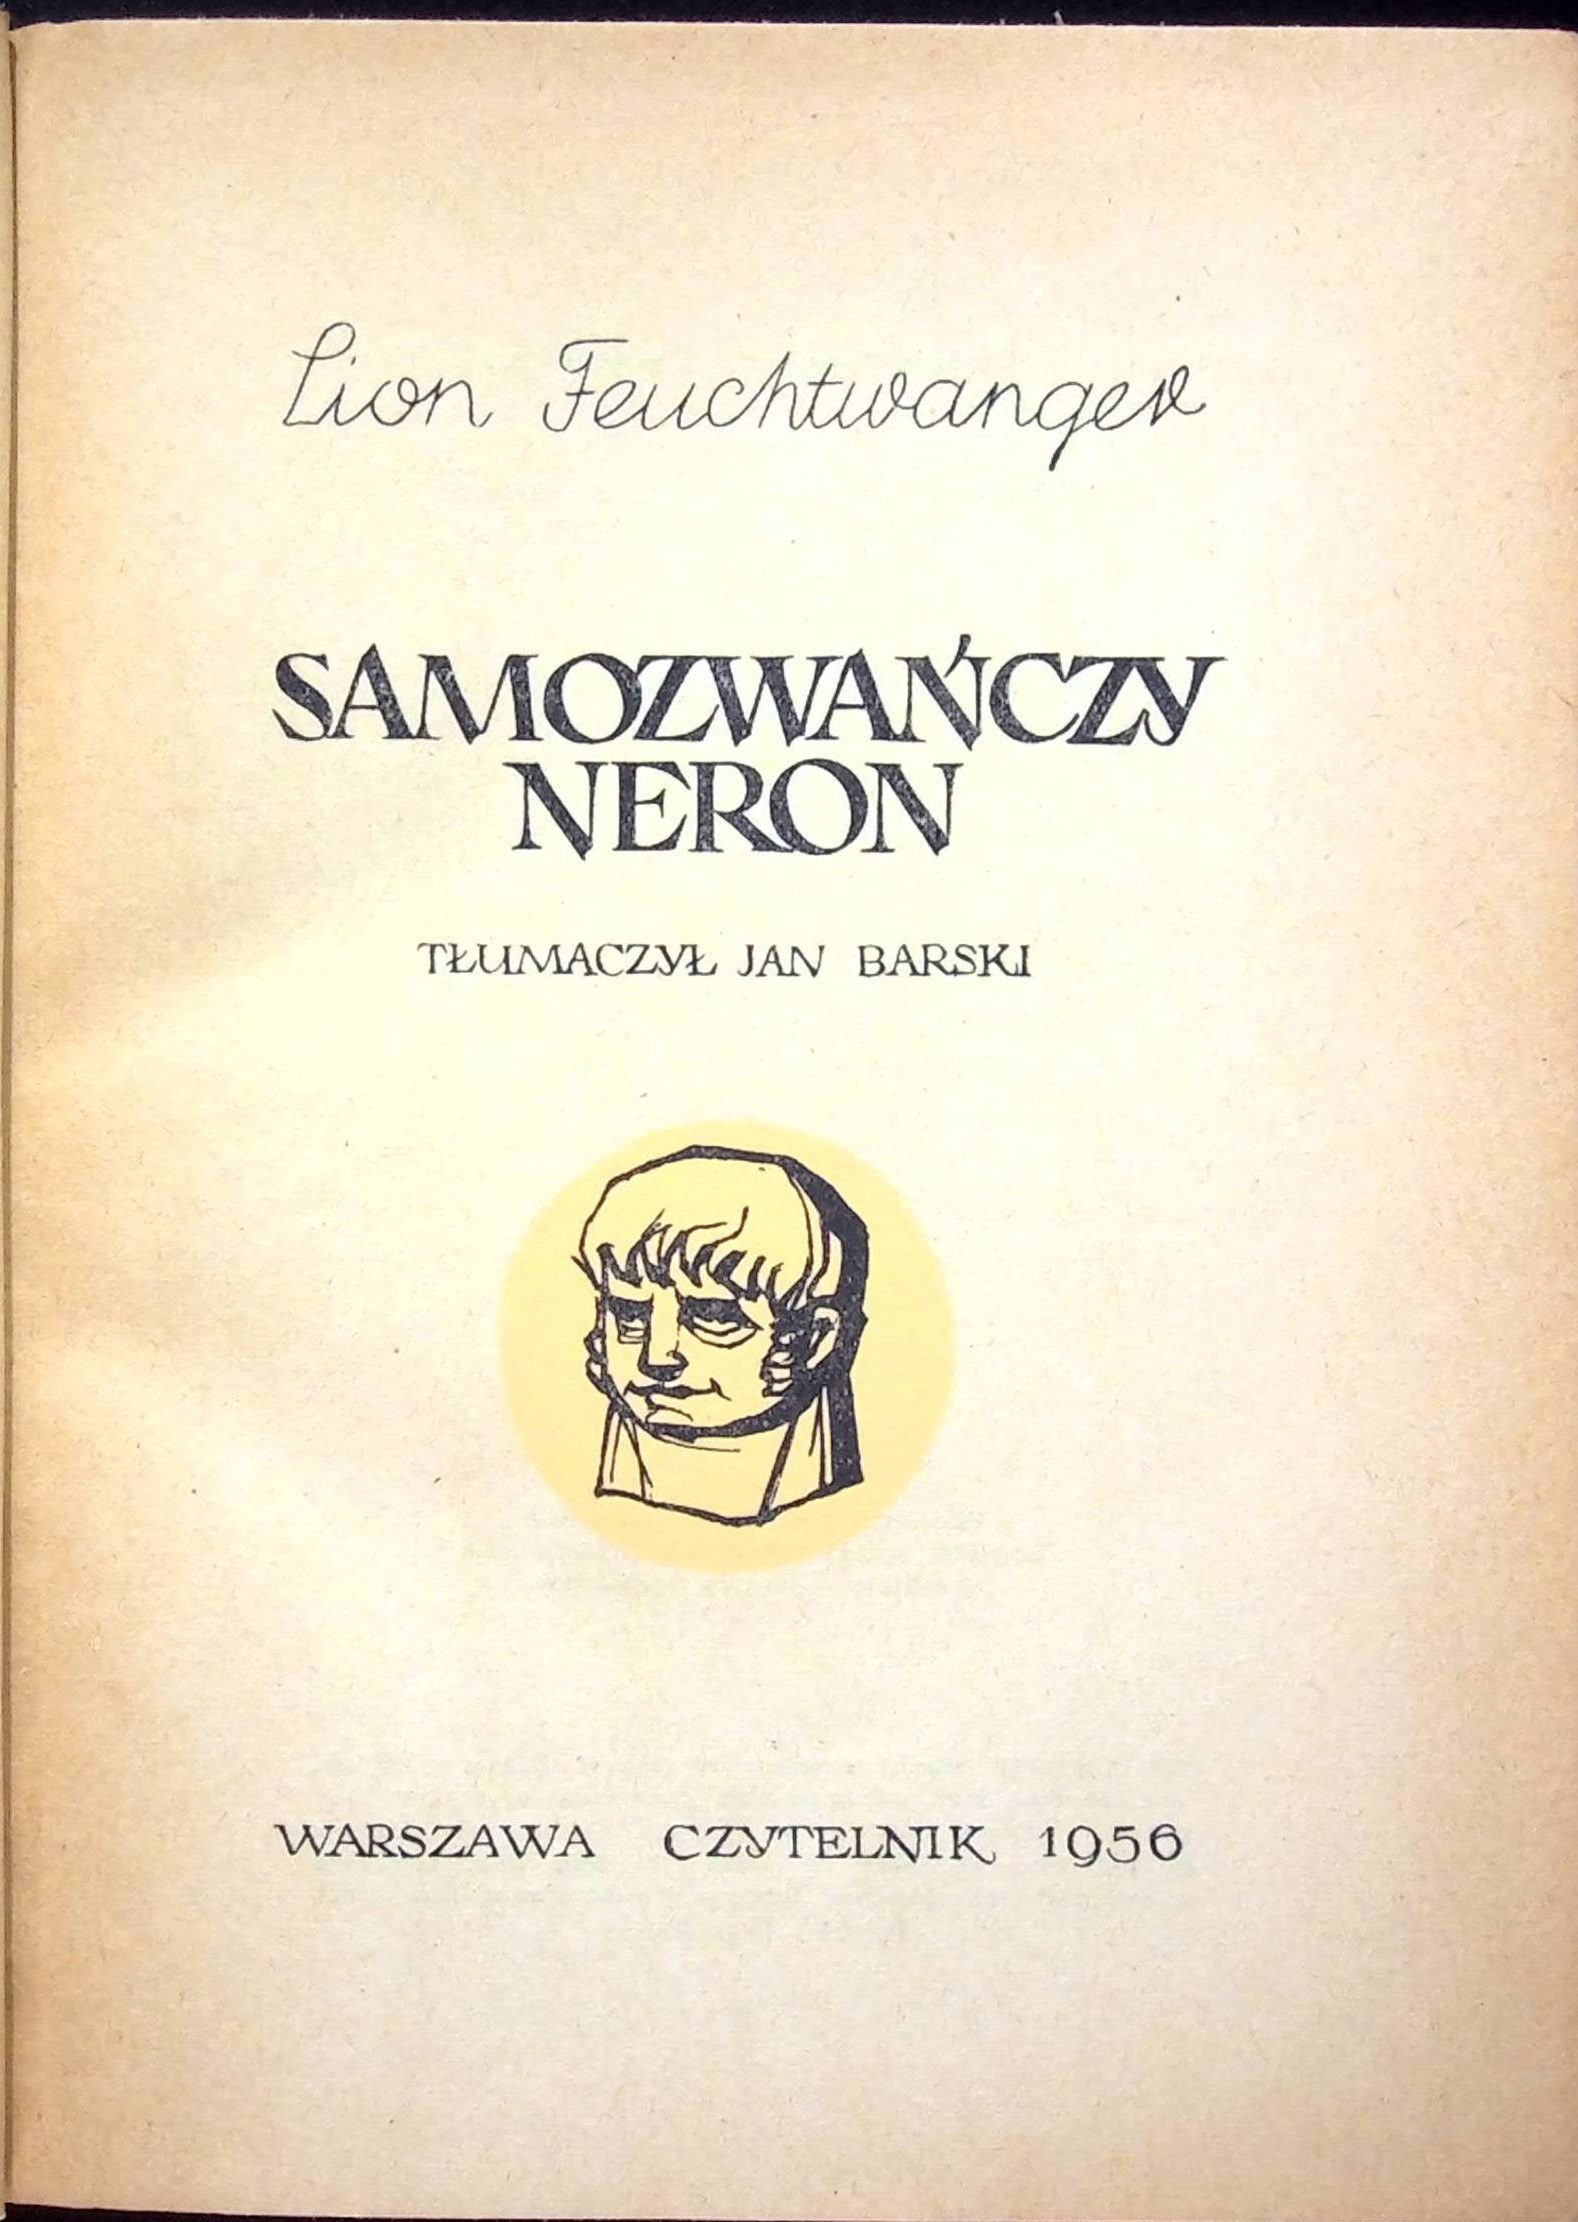 Lion Feuchtwanger
SAMOZWAŃCZY
NERON
TŁUMACZYŁ JAN BARSKI
WARSZAWA CZYTELNIK 1956